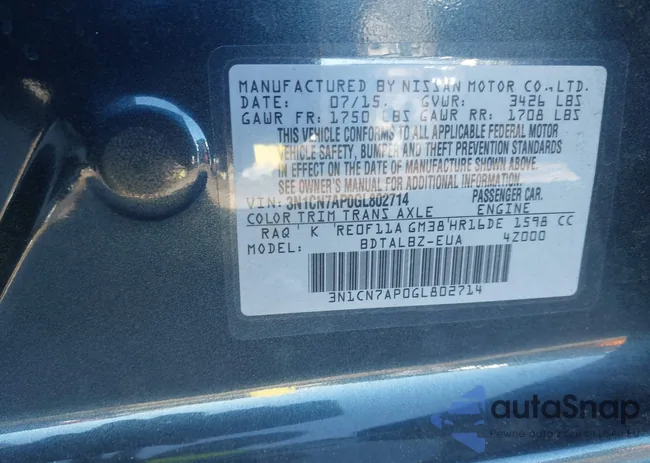 MANUFACTURED BY NISSAN MOTOR CO.,LTD.
DATE: 07/15. GVWR: 3426 LBS
GAWR FR: 1750 LBS GAWR RR: 1708 LBS
THIS VEHICLE CONFORMS TO ALL APPLICABLE FEDERAL MOTOR
VEHICLE SAFETY, BUMPER AND THEFT PREVENTION STANDARDS
IN EFFECT ON THE DATE OF MANUFACTURE SHOWN ABOVE.
SEE OWNER'S MANUAL FOR ADDITIONAL INFORMATION.
VIN: 3N1CN7AP0GL802714 PASSENGER CAR.
COLOR TRIM TRANS AXLE ENGINE
RAQ' K RE0F11A GM38'HR16DE 1598 CC
MODEL: BDTALBZ-EUA 4Z000
3N1CN7AP0GL802714
autaSnap
Pewne auta